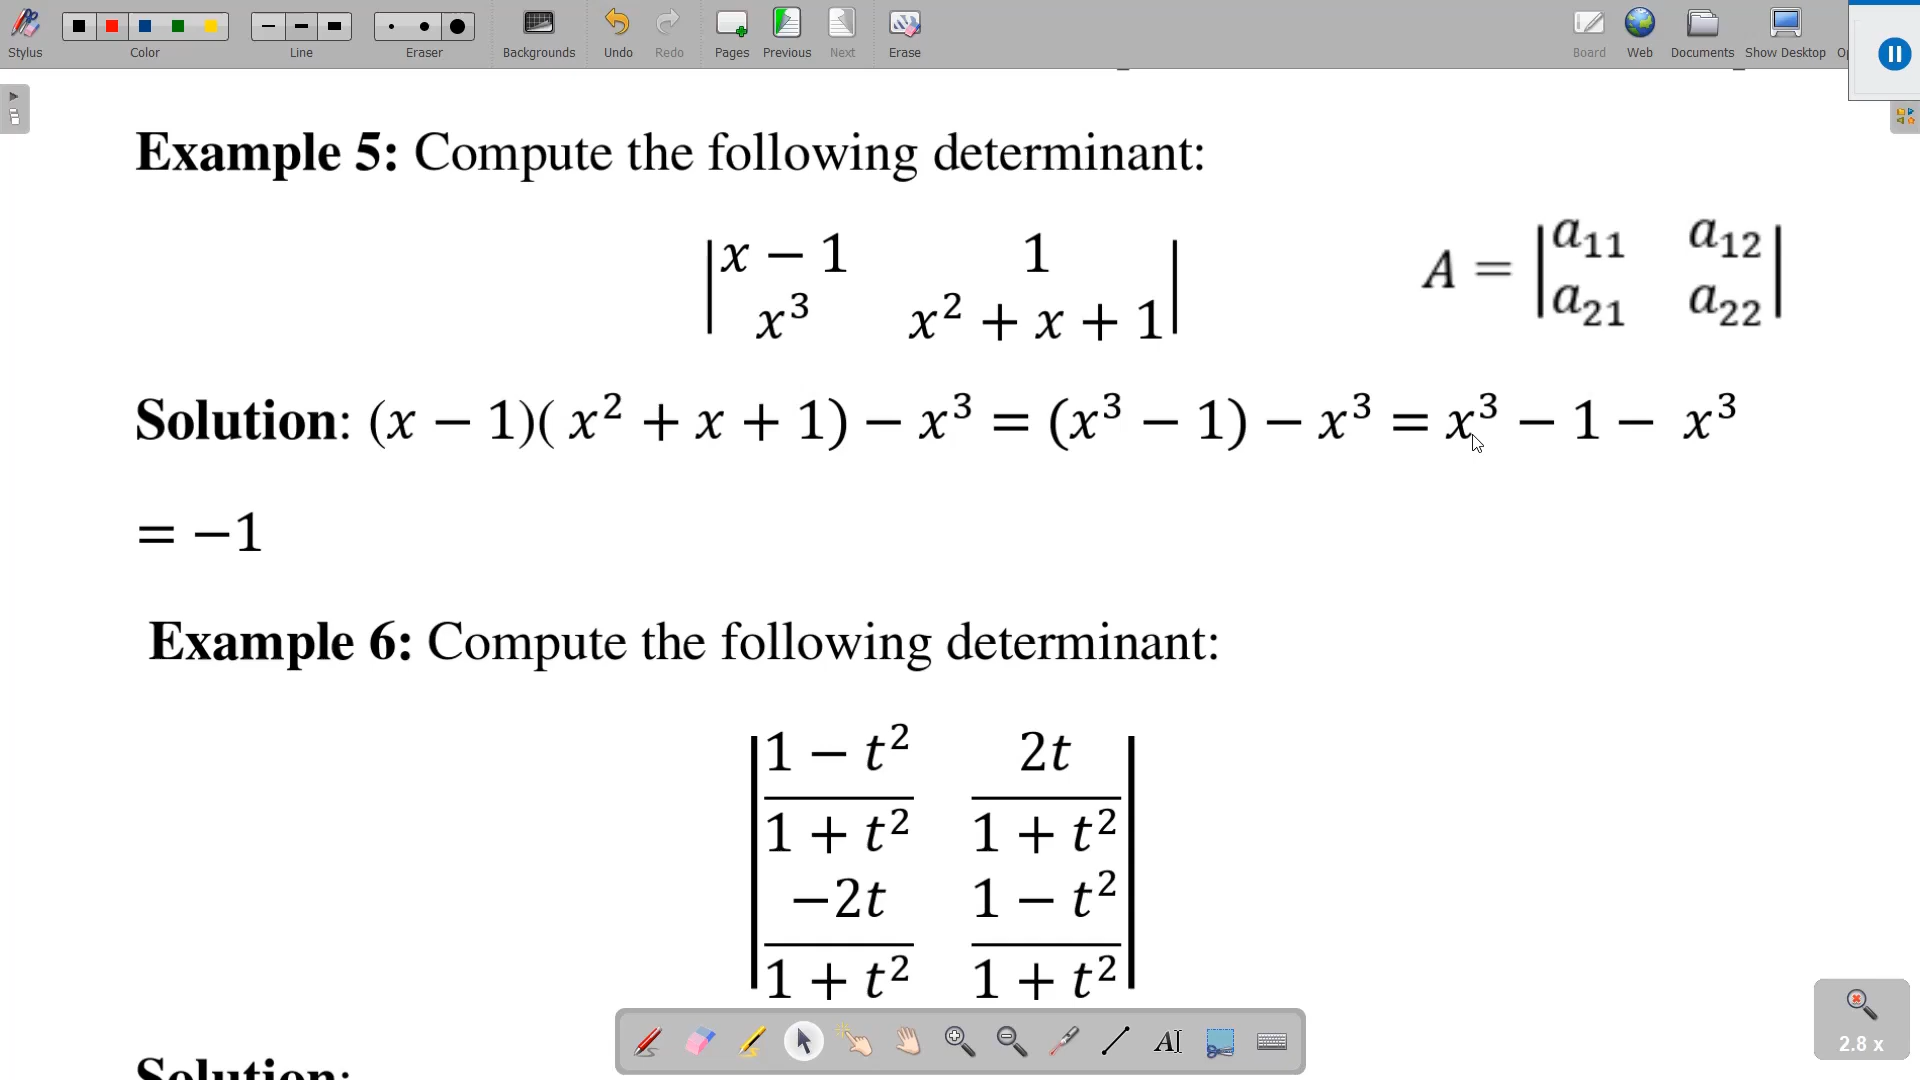 Stylus Color Line Eraser Backgrounds Undo Redo Pages Previous Next Erase Board Web Documents Show Desktop
Example 5: Compute the following determinant:
|x − 1 1|
|x³ x² + x + 1|
A = |a₁₁ a₁₂|
|a₂₁ a₂₂|
Solution: (x − 1)( x² + x + 1) − x³ = (x³ − 1) − x³ = x³ − 1 − x³
= −1
Example 6: Compute the following determinant:
1 − t² 2t
1 + t² 1 + t²
−2t 1 − t²
1 + t² 1 + t²
Solution:
AI
2.8 x